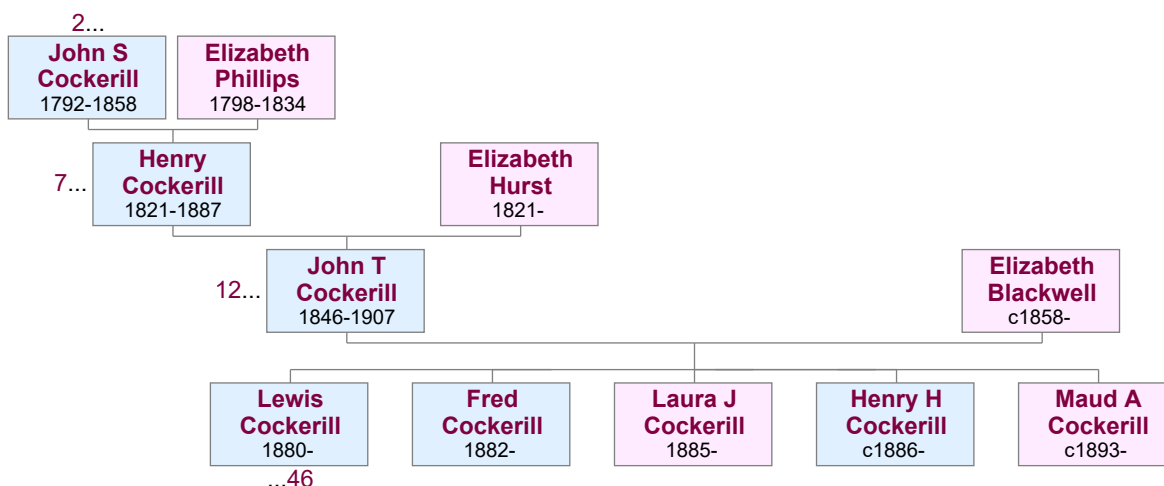 2...
John S
Cockerill
1792-1858
Elizabeth
Phillips
1798-1834
7...
Henry
Cockerill
1821-1887
Elizabeth
Hurst
1821-
12...
John T
Cockerill
1846-1907
Elizabeth
Blackwell
c1858-
Lewis
Cockerill
1880-
Fred
Cockerill
1882-
Laura J
Cockerill
1885-
Henry H
Cockerill
c1886-
Maud A
Cockerill
c1893-
...46